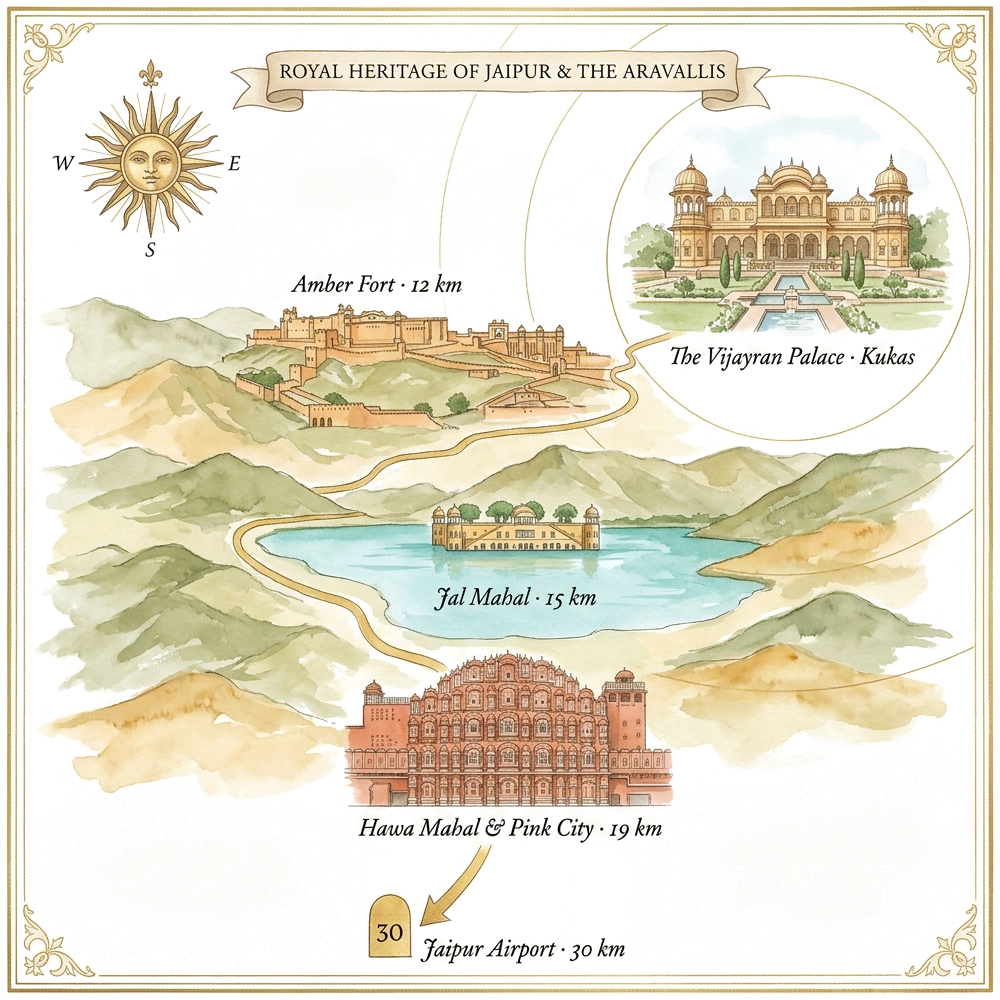 ROYAL HERITAGE OF JAIPUR & THE ARAVALLIS
W E
S
Amber Fort · 12 km
The Vijayran Palace · Kukas
Jal Mahal · 15 km
Hawa Mahal & Pink City · 19 km
30
Jaipur Airport · 30 km